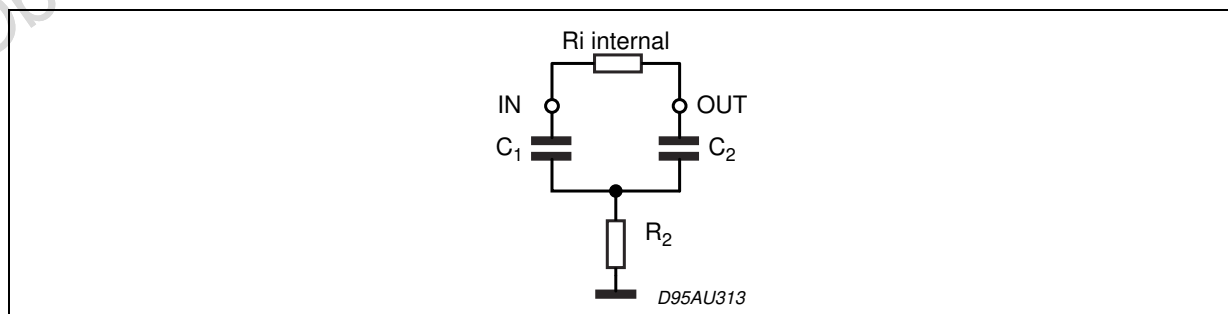 Ri internal
IN
OUT
C1
C2
R2
D95AU313